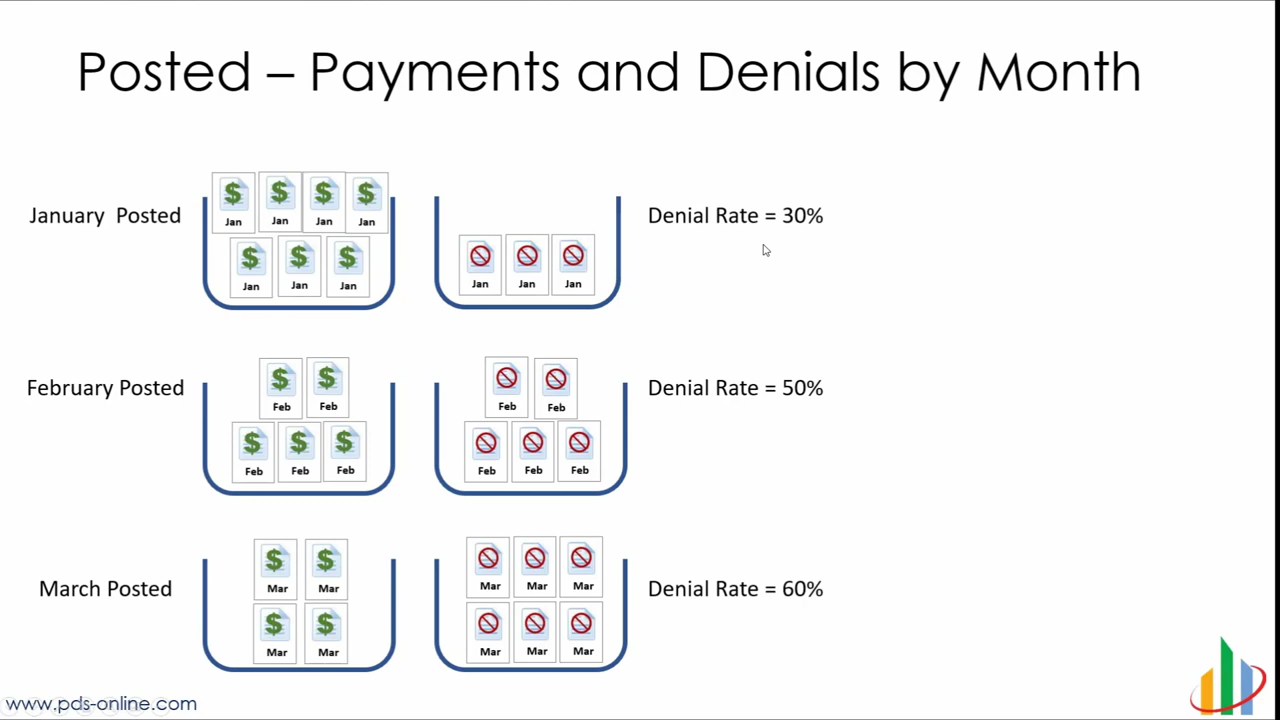 Posted – Payments and Denials by Month
January  Posted
$ $ $ $
Jan Jan Jan Jan
$ $ $
Jan Jan Jan
Jan Jan Jan
Denial Rate = 30%
February Posted
$ $
Feb Feb
$ $ $
Feb Feb Feb
Feb Feb
Feb Feb Feb
Denial Rate = 50%
March Posted
$ $
Mar Mar
$ $
Mar Mar
Mar Mar Mar
Mar Mar Mar
Denial Rate = 60%
www.pds-online.com